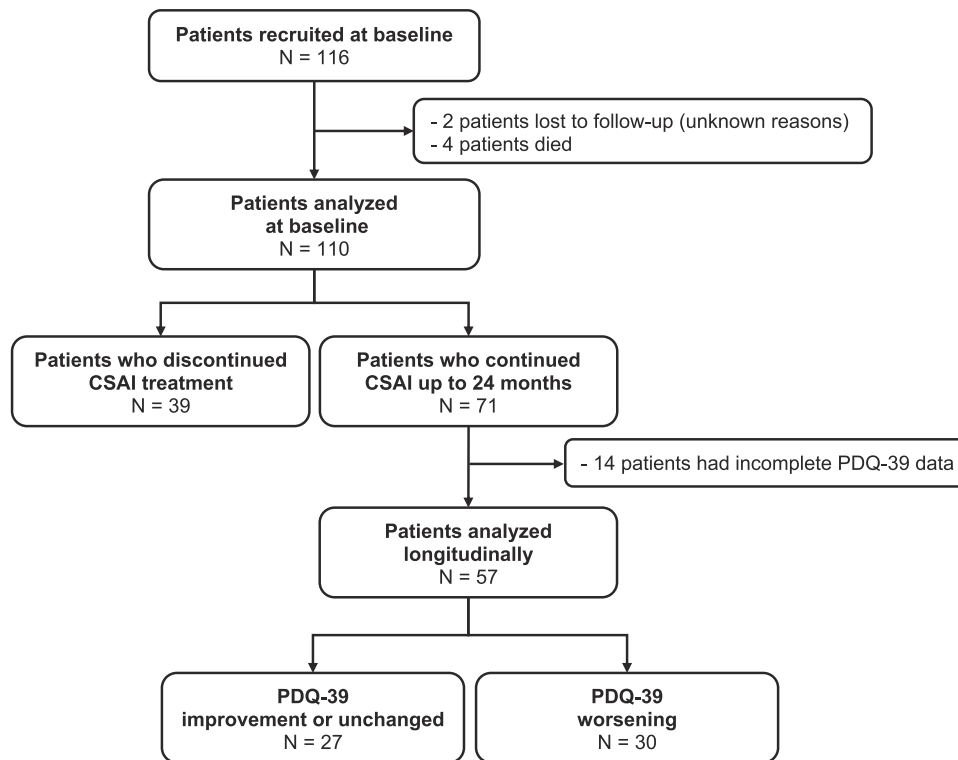 Patients recruited at baseline
N = 116
- 2 patients lost to follow-up (unknown reasons)
- 4 patients died
Patients analyzed
at baseline
N = 110
Patients who discontinued
CSAI treatment
N = 39
Patients who continued
CSAI up to 24 months
N = 71
- 14 patients had incomplete PDQ-39 data
Patients analyzed
longitudinally
N = 57
PDQ-39
improvement or unchanged
N = 27
PDQ-39
worsening
N = 30